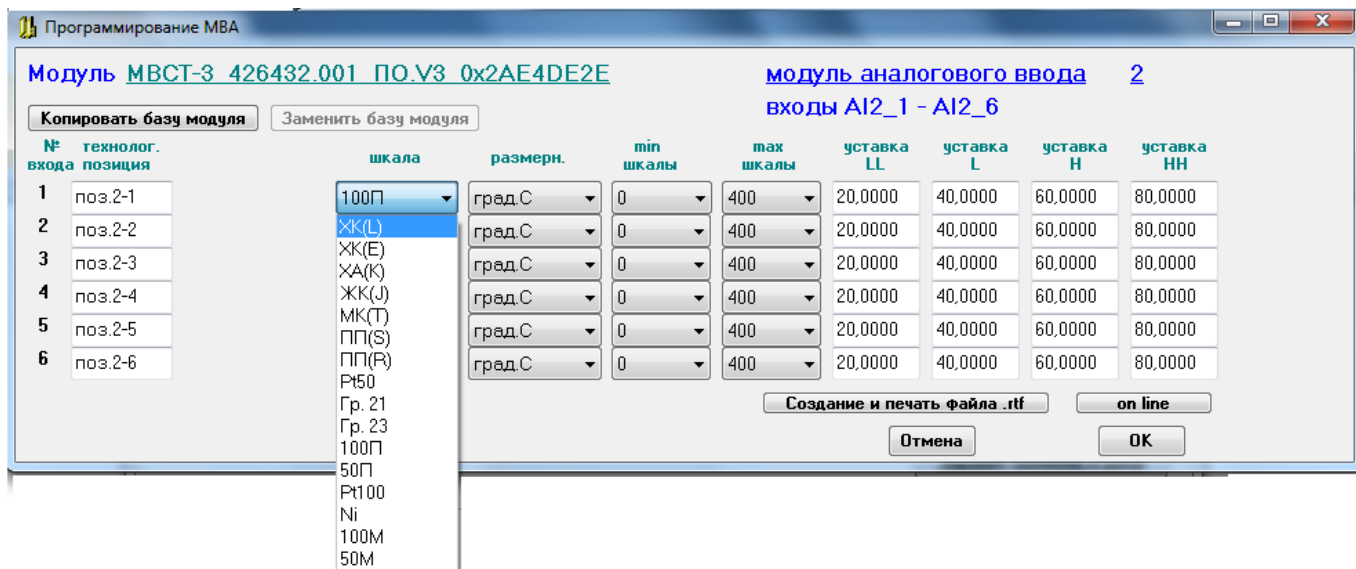 Программирование МВА
Модуль МВСТ-3 426432.001 ПО.V3 0x2AE4DE2E
модуль аналогового ввода 2
входы AI2_1 - AI2_6
Копировать базу модуля Заменить базу модуля
№ входа технолог. позиция шкала размерн. min шкалы max шкалы уставка LL уставка L уставка H уставка HH
1 поз.2-1 100П град.С 0 400 20,0000 40,0000 60,0000 80,0000
2 поз.2-2 град.С 0 400 20,0000 40,0000 60,0000 80,0000
3 поз.2-3 град.С 0 400 20,0000 40,0000 60,0000 80,0000
4 поз.2-4 град.С 0 400 20,0000 40,0000 60,0000 80,0000
5 поз.2-5 град.С 0 400 20,0000 40,0000 60,0000 80,0000
6 поз.2-6 град.С 0 400 20,0000 40,0000 60,0000 80,0000
ХК(L)
ХК(E)
ХА(K)
ЖК(J)
МК(T)
ПП(S)
ПП(R)
Pt50
Гр. 21
Гр. 23
100П
50П
Pt100
Ni
100М
50М
Создание и печать файла .rtf on line
Отмена OK